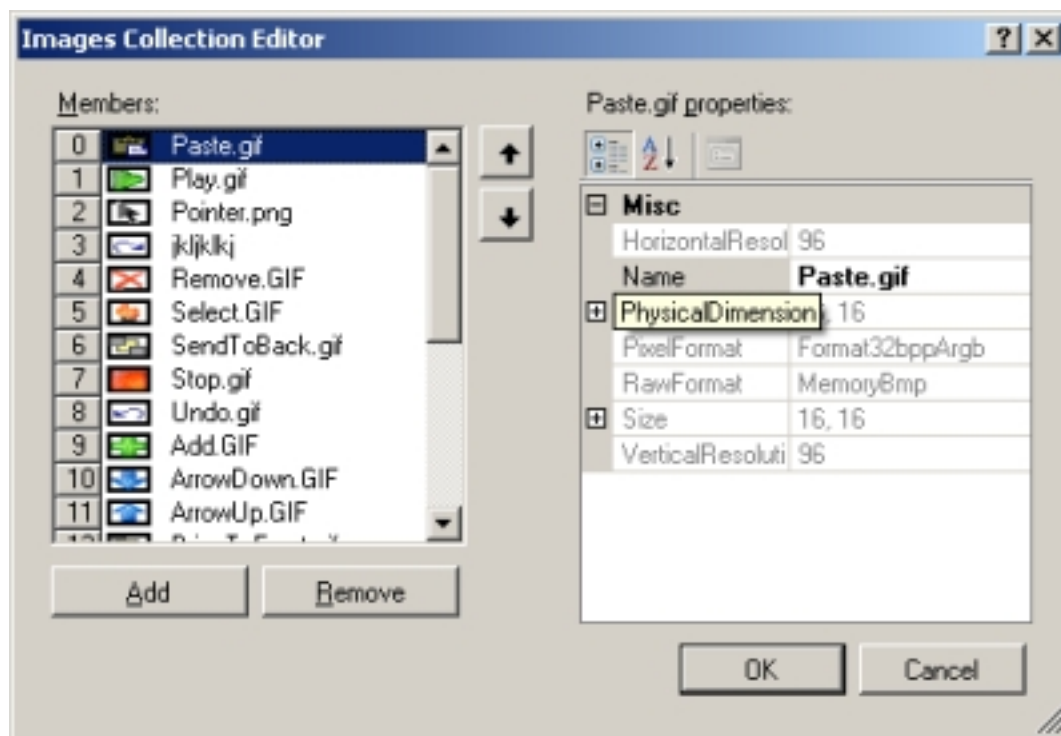 Images Collection Editor
Members:
0 Paste.gif
1 Play.gif
2 Pointer.png
3 jkljklkj
4 Remove.GIF
5 Select.GIF
6 SendToBack.gif
7 Stop.gif
8 Undo.gif
9 Add.GIF
10 ArrowDown.GIF
11 ArrowUp.GIF
Add Remove
Paste.gif properties:
Misc
HorizontalResol 96
Name Paste.gif
PhysicalDimension , 16
PixelFormat Format32bppArgb
RawFormat MemoryBmp
Size 16, 16
VerticalResoluti 96
OK Cancel